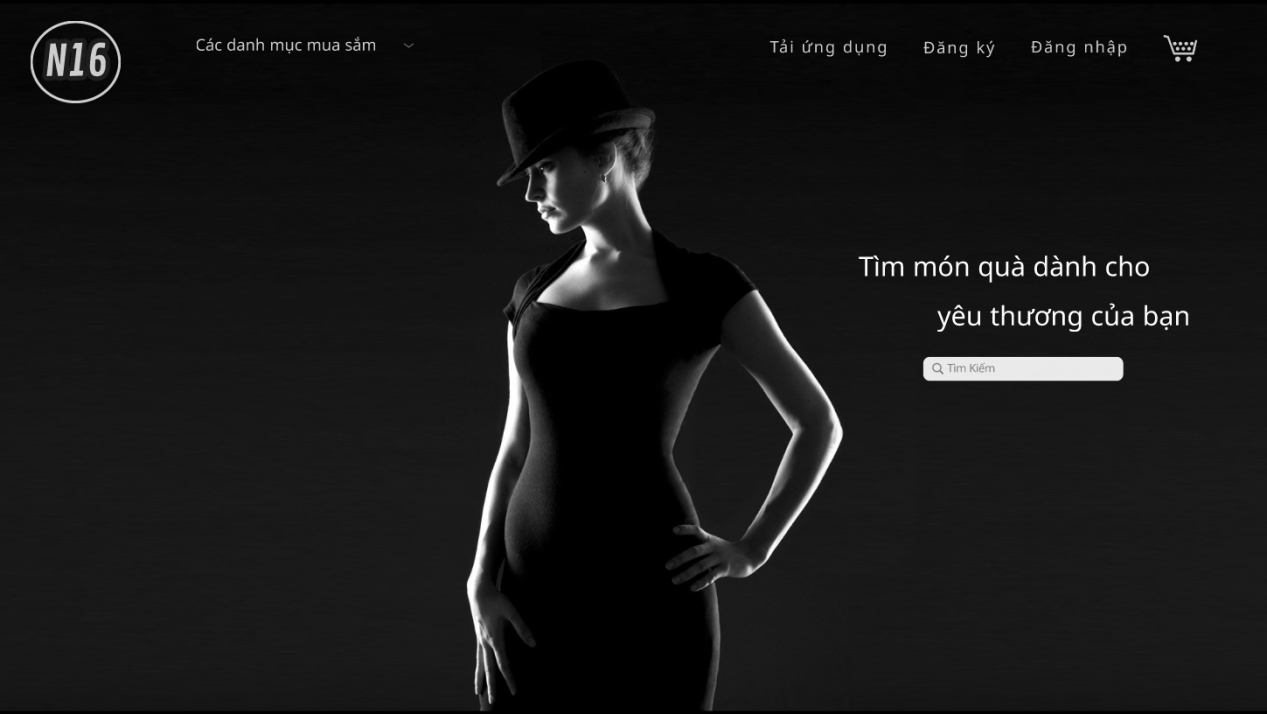 N16
Các danh mục mua sắm
Tải ứng dụng
Đăng ký
Đăng nhập
Tìm món quà dành cho
yêu thương của bạn
Tìm Kiếm